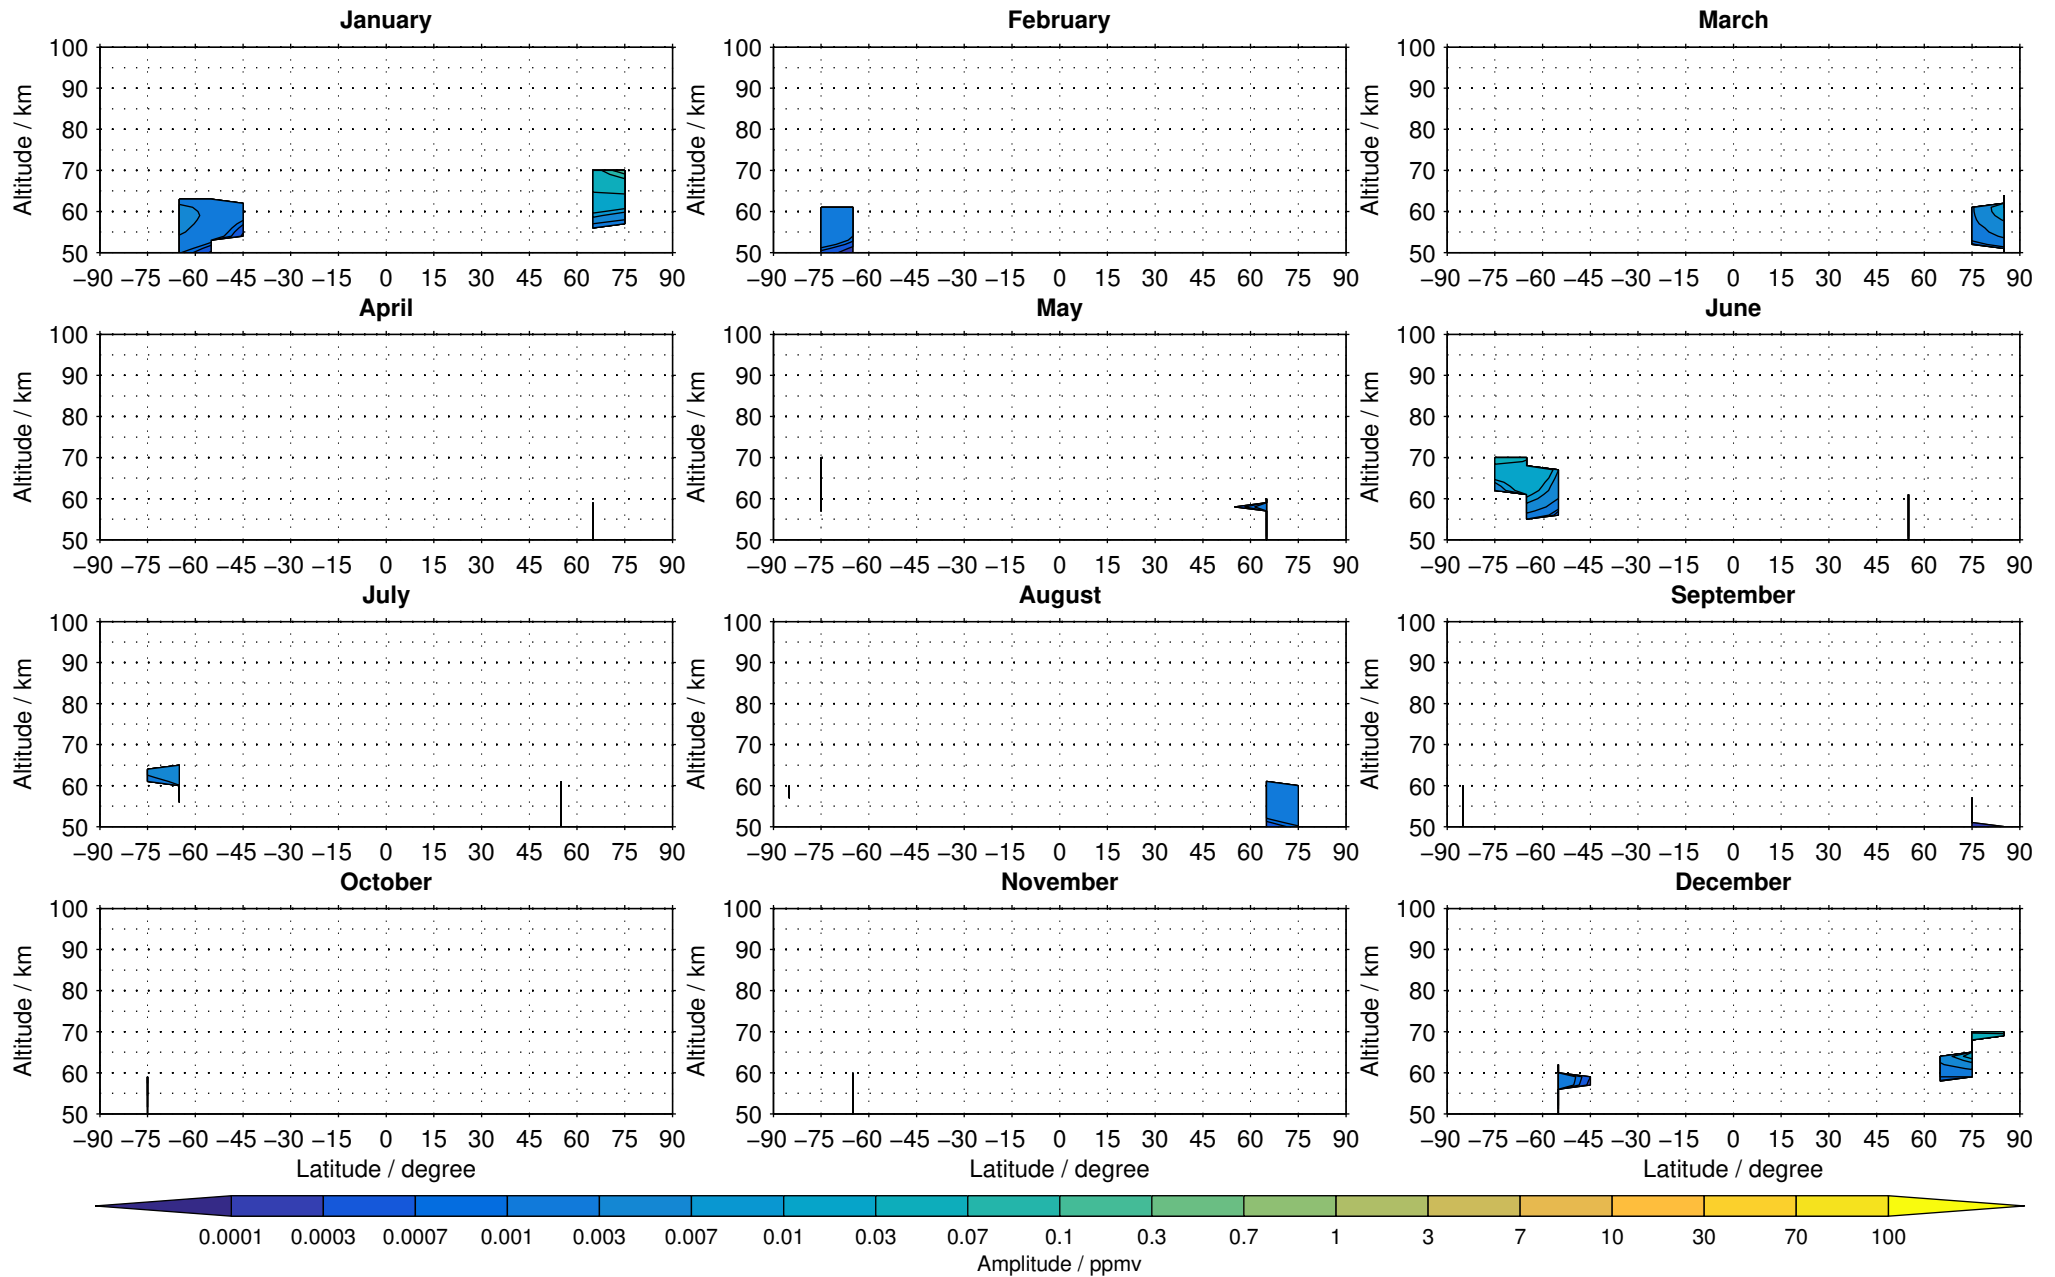 January February March
100 100 100
90 90 90
80 80 80
70 70 70
60 60 60
50 50 50
Altitude / km Altitude / km Altitude / km
−90 −75 −60 −45 −30 −15 0 15 30 45 60 75 90 −90 −75 −60 −45 −30 −15 0 15 30 45 60 75 90 −90 −75 −60 −45 −30 −15 0 15 30 45 60 75 90
April May June
100 100 100
90 90 90
80 80 80
70 70 70
60 60 60
50 50 50
Altitude / km Altitude / km Altitude / km
−90 −75 −60 −45 −30 −15 0 15 30 45 60 75 90 −90 −75 −60 −45 −30 −15 0 15 30 45 60 75 90 −90 −75 −60 −45 −30 −15 0 15 30 45 60 75 90
July August September
100 100 100
90 90 90
80 80 80
70 70 70
60 60 60
50 50 50
Altitude / km Altitude / km Altitude / km
−90 −75 −60 −45 −30 −15 0 15 30 45 60 75 90 −90 −75 −60 −45 −30 −15 0 15 30 45 60 75 90 −90 −75 −60 −45 −30 −15 0 15 30 45 60 75 90
October November December
100 100 100
90 90 90
80 80 80
70 70 70
60 60 60
50 50 50
Altitude / km Altitude / km Altitude / km
−90 −75 −60 −45 −30 −15 0 15 30 45 60 75 90 −90 −75 −60 −45 −30 −15 0 15 30 45 60 75 90 −90 −75 −60 −45 −30 −15 0 15 30 45 60 75 90
Latitude / degree Latitude / degree Latitude / degree
0.0001 0.0003 0.0007 0.001 0.003 0.007 0.01 0.03 0.07 0.1 0.3 0.7 1 3 7 10 30 70 100
Amplitude / ppmv